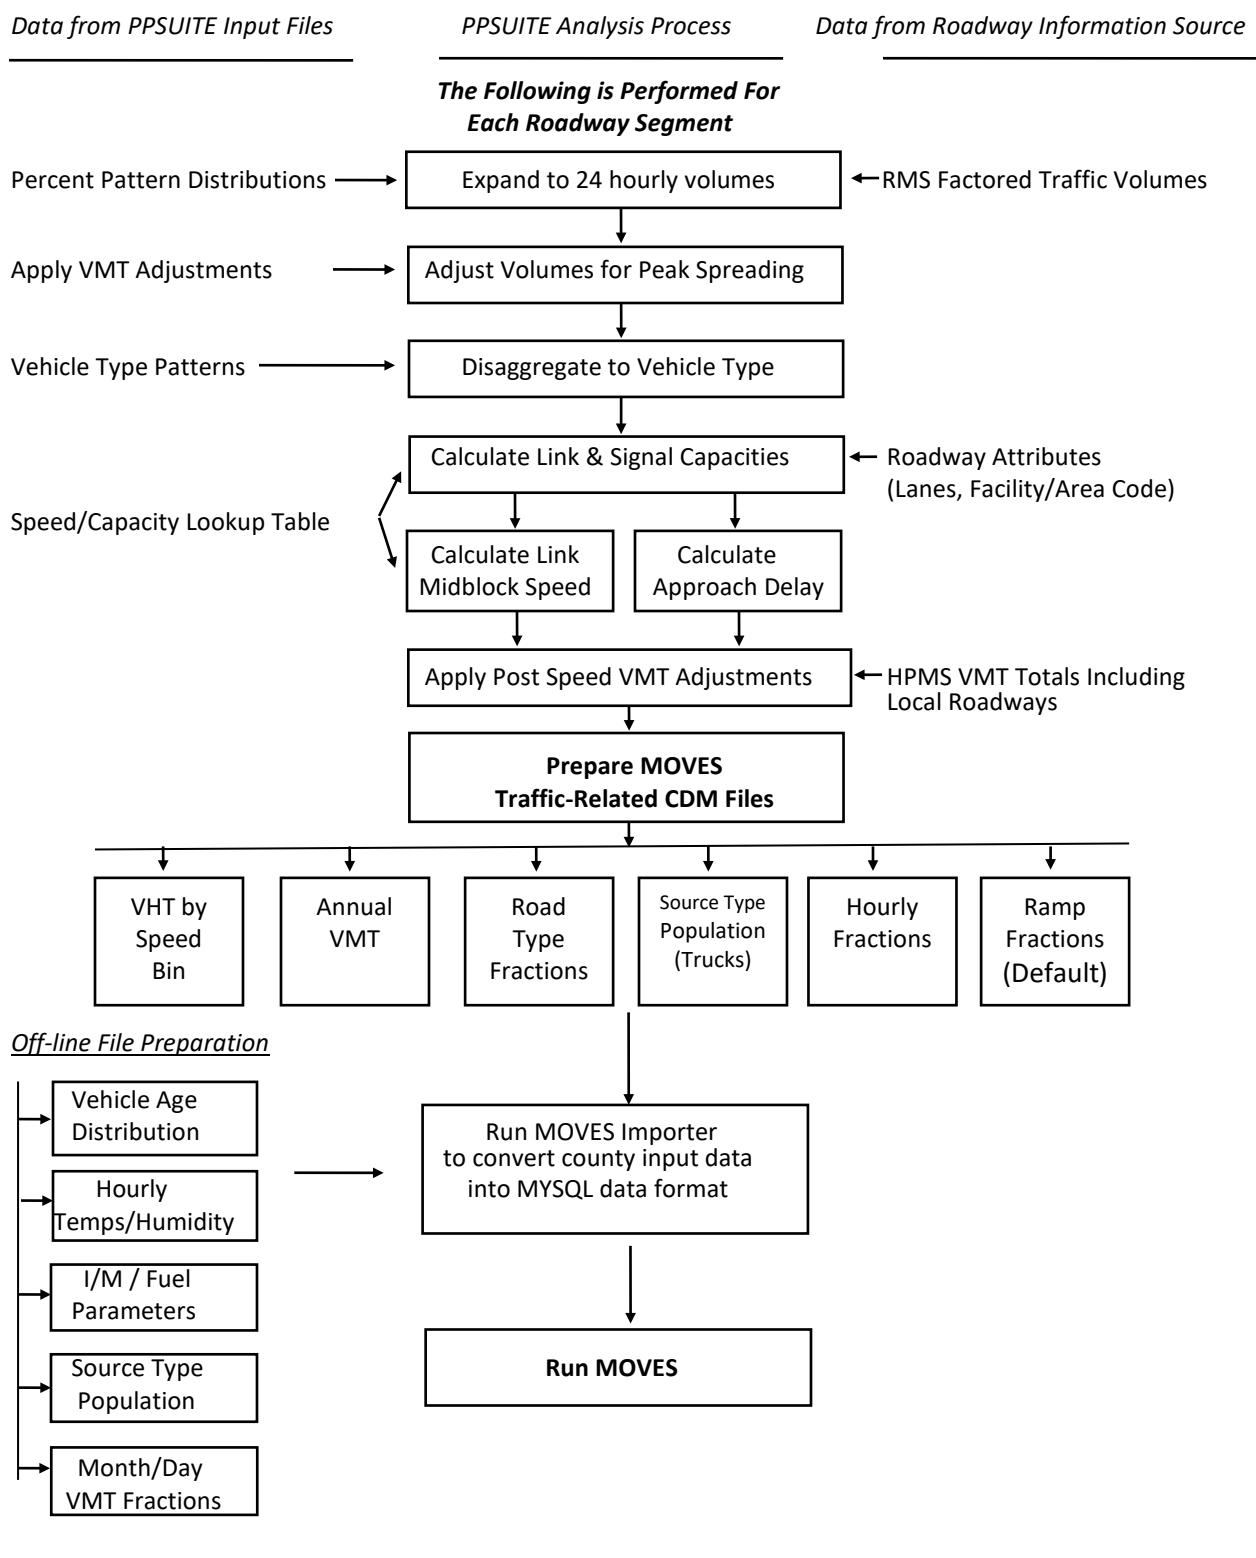 Data from PPSUITE Input Files
PPSUITE Analysis Process
Data from Roadway Information Source
The Following is Performed For
Each Roadway Segment
Percent Pattern Distributions
Expand to 24 hourly volumes
RMS Factored Traffic Volumes
Apply VMT Adjustments
Adjust Volumes for Peak Spreading
Vehicle Type Patterns
Disaggregate to Vehicle Type
Calculate Link & Signal Capacities
Roadway Attributes
(Lanes, Facility/Area Code)
Speed/Capacity Lookup Table
Calculate Link
Midblock Speed
Calculate
Approach Delay
Apply Post Speed VMT Adjustments
HPMS VMT Totals Including
Local Roadways
Prepare MOVES
Traffic-Related CDM Files
VHT by
Speed
Bin
Annual
VMT
Road
Type
Fractions
Source Type
Population
(Trucks)
Hourly
Fractions
Ramp
Fractions
(Default)
Off-line File Preparation
Vehicle Age
Distribution
Hourly
Temps/Humidity
I/M / Fuel
Parameters
Source Type
Population
Month/Day
VMT Fractions
Run MOVES Importer
to convert county input data
into MYSQL data format
Run MOVES